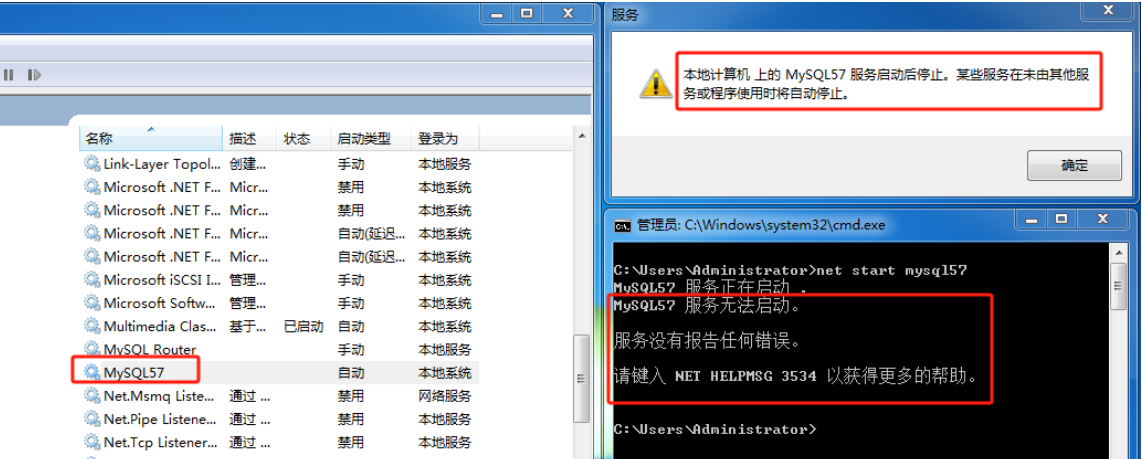 名称 描述 状态 启动类型 登录为
Link-Layer Topol... 创建... 手动 本地服务
Microsoft .NET F... Micr... 禁用 本地系统
Microsoft .NET F... Micr... 禁用 本地系统
Microsoft .NET F... Micr... 自动(延迟... 本地系统
Microsoft .NET F... Micr... 自动(延迟... 本地系统
Microsoft iSCSI I... 管理... 手动 本地系统
Microsoft Softw... 管理... 手动 本地系统
Multimedia Clas... 基于... 已启动 自动 本地系统
MySQL Router 手动 本地服务
MySQL57 自动 本地系统
Net.Msmq Liste... 通过 ... 禁用 网络服务
Net.Pipe Listene... 通过 ... 禁用 本地服务
Net.Tcp Listener... 通过 ... 禁用 本地服务
服务
本地计算机 上的 MySQL57 服务启动后停止。某些服务在未由其他服
务或程序使用时将自动停止。
确定
管理员: C:\Windows\system32\cmd.exe
C:\Users\Administrator>net start mysql57
MySQL57 服务正在启动 .
MySQL57 服务无法启动。
服务没有报告任何错误。
请键入 NET HELPMSG 3534 以获得更多的帮助。
C:\Users\Administrator>